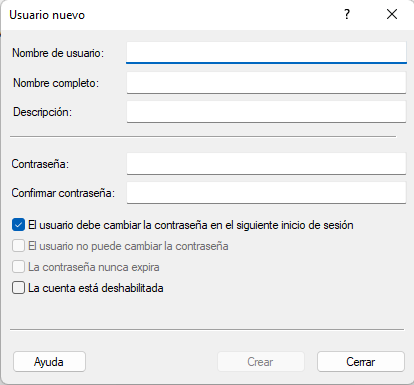 Usuario nuevo
?
Nombre de usuario:
Nombre completo:
Descripción:
Contraseña:
Confirmar contraseña:
El usuario debe cambiar la contraseña en el siguiente inicio de sesión
El usuario no puede cambiar la contraseña
La contraseña nunca expira
La cuenta está deshabilitada
Ayuda Crear Cerrar